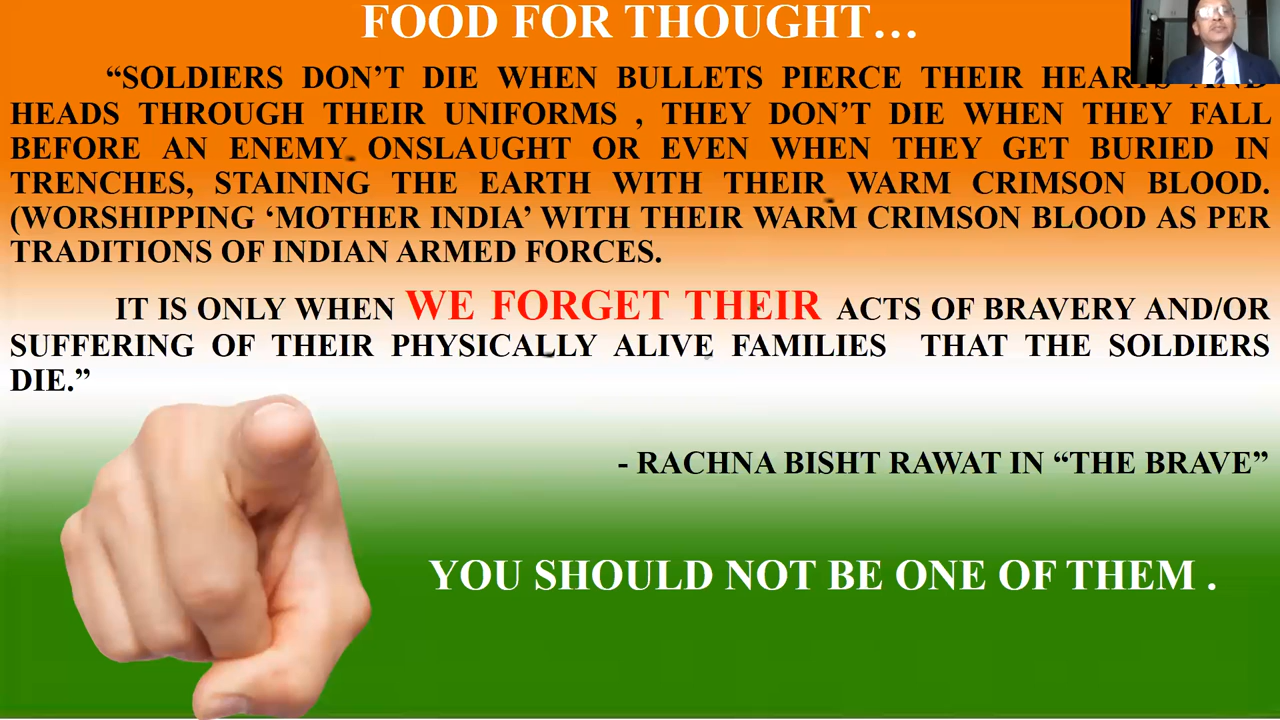 FOOD FOR THOUGHT...
“SOLDIERS DON’T DIE WHEN BULLETS PIERCE THEIR HEARTS AND
HEADS THROUGH THEIR UNIFORMS , THEY DON’T DIE WHEN THEY FALL
BEFORE AN ENEMY ONSLAUGHT OR EVEN WHEN THEY GET BURIED IN
TRENCHES, STAINING THE EARTH WITH THEIR WARM CRIMSON BLOOD.
(WORSHIPPING ‘MOTHER INDIA’ WITH THEIR WARM CRIMSON BLOOD AS PER
TRADITIONS OF INDIAN ARMED FORCES.
IT IS ONLY WHEN WE FORGET THEIR ACTS OF BRAVERY AND/OR
SUFFERING OF THEIR PHYSICALLY ALIVE FAMILIES THAT THE SOLDIERS
DIE.”
- RACHNA BISHT RAWAT IN “THE BRAVE”
YOU SHOULD NOT BE ONE OF THEM .